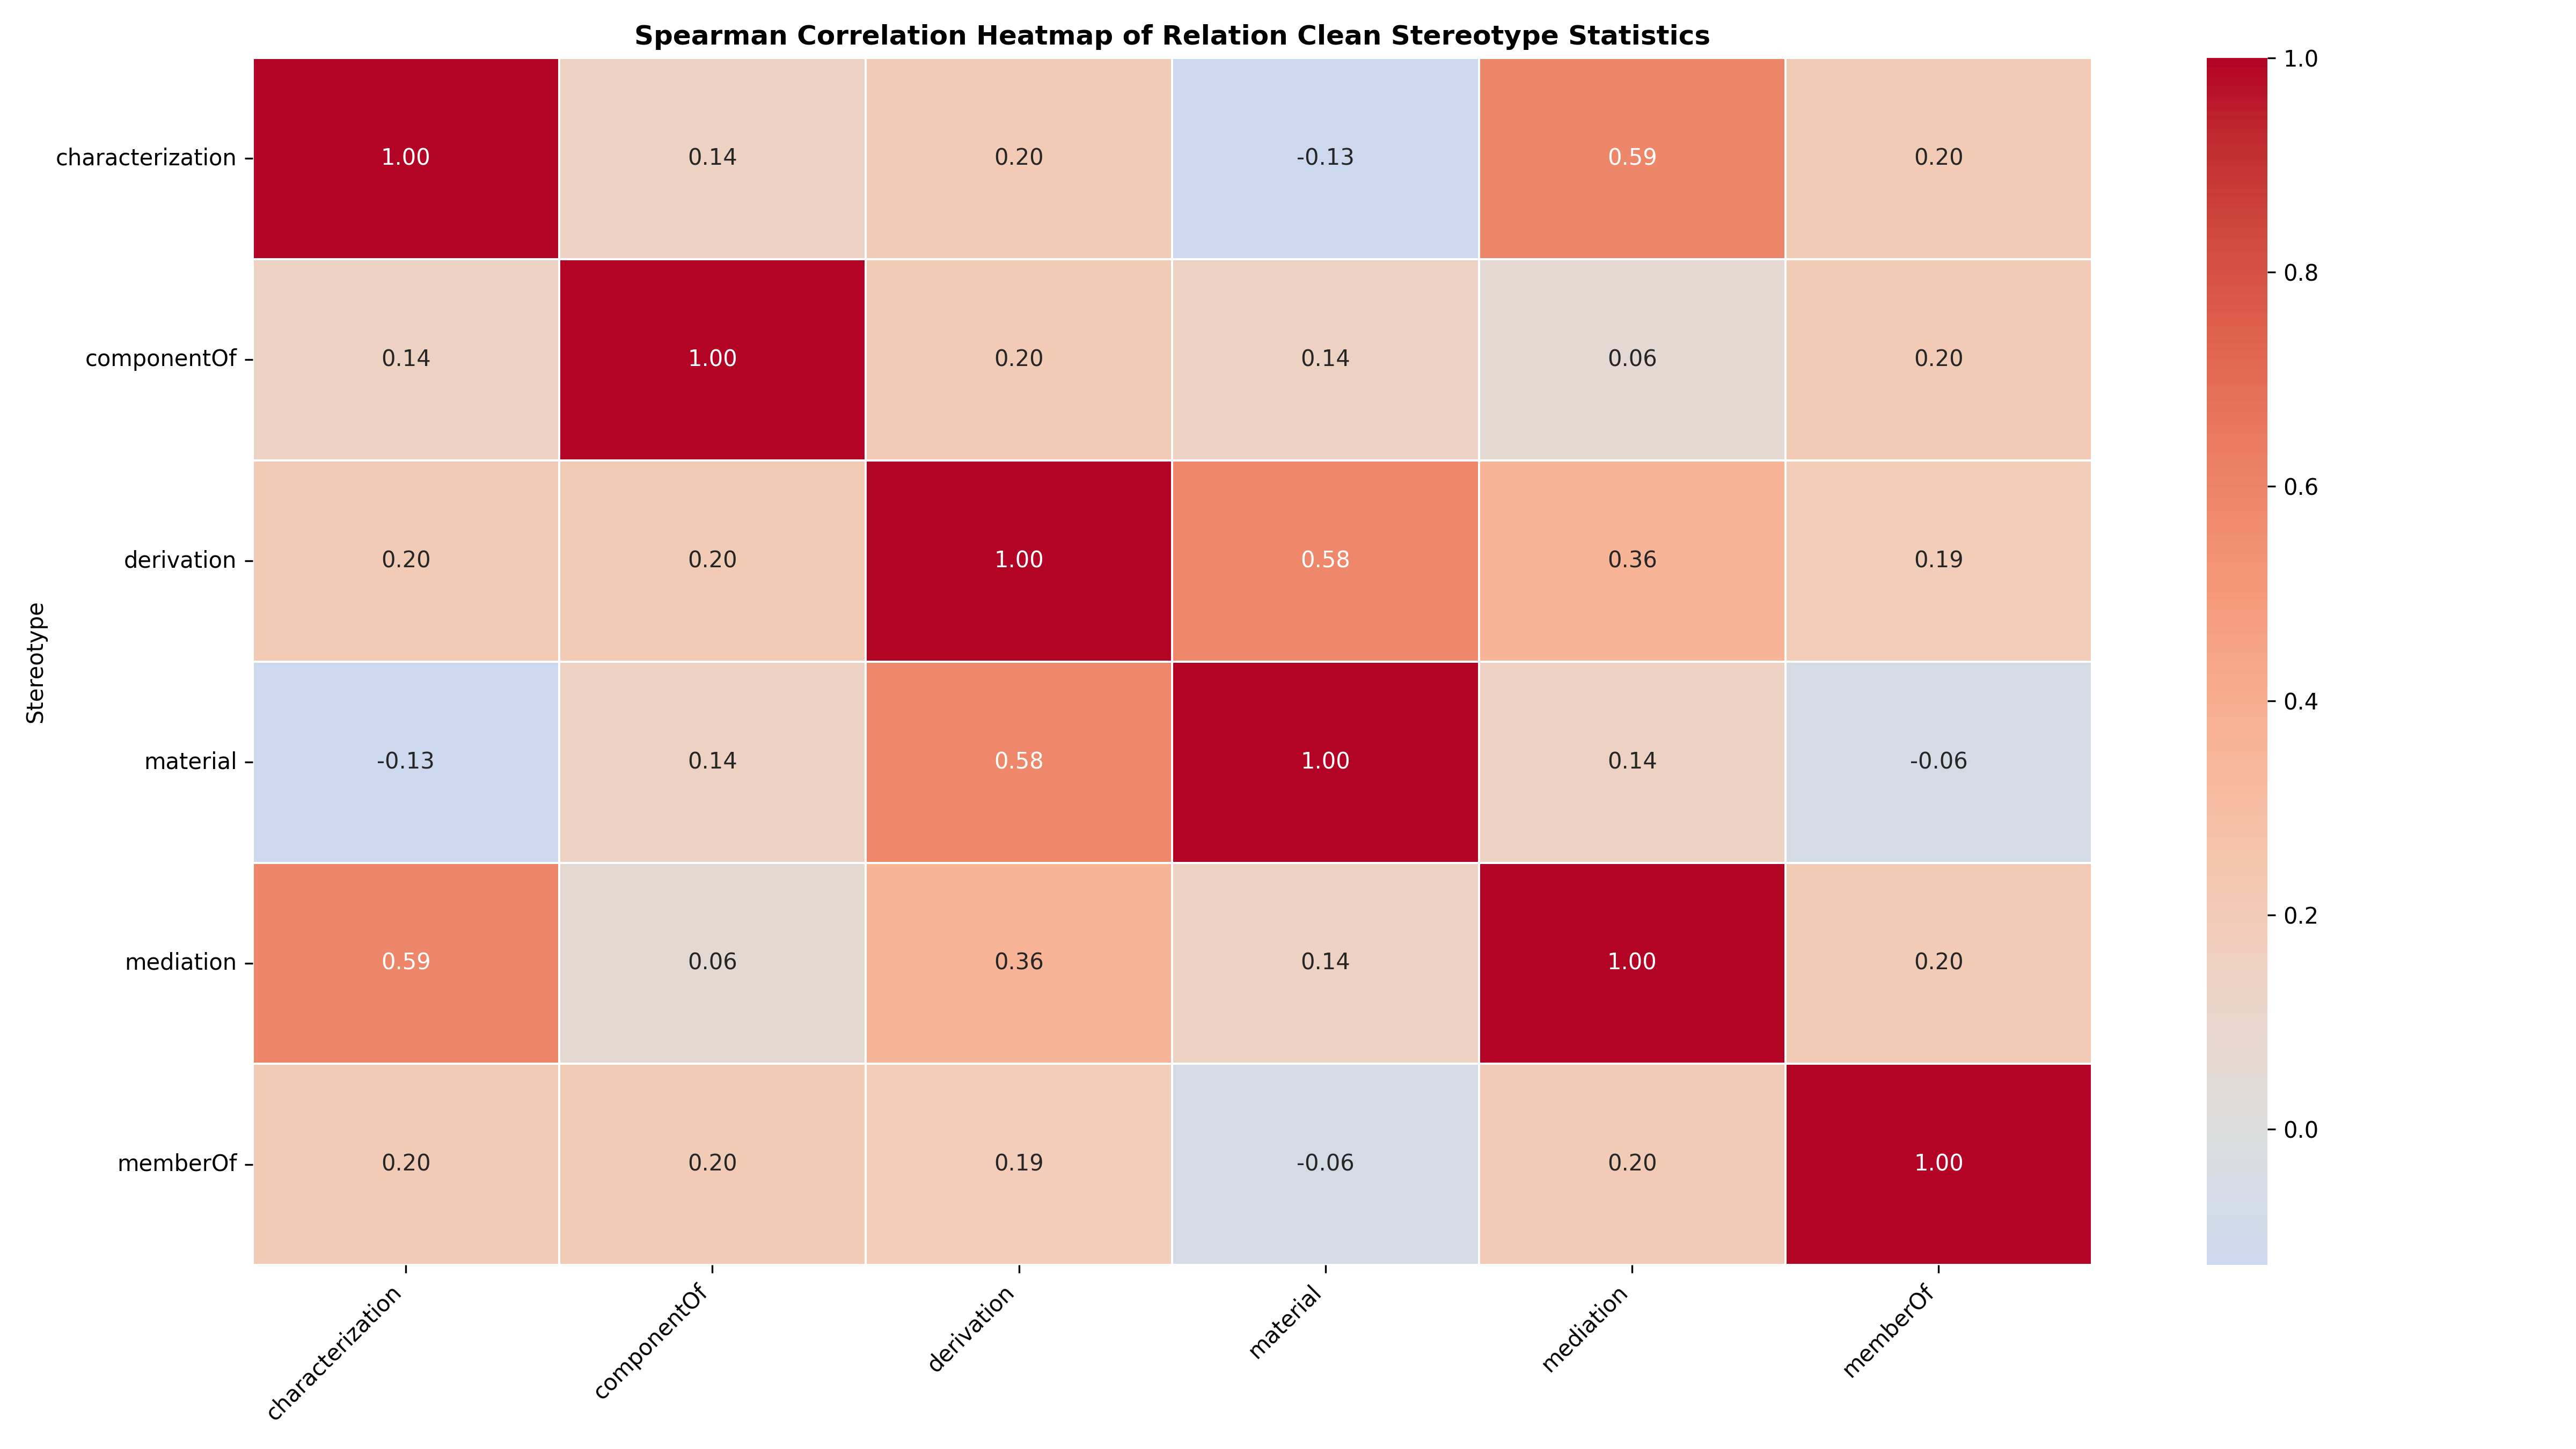 Spearman Correlation Heatmap of Relation Clean Stereotype Statistics
Stereotype
characterization 1.00 0.14 0.20 -0.13 0.59 0.20
componentOf 0.14 1.00 0.20 0.14 0.06 0.20
derivation 0.20 0.20 1.00 0.58 0.36 0.19
material -0.13 0.14 0.58 1.00 0.14 -0.06
mediation 0.59 0.06 0.36 0.14 1.00 0.20
memberOf 0.20 0.20 0.19 -0.06 0.20 1.00
characterization componentOf derivation material mediation memberOf
1.0
0.8
0.6
0.4
0.2
0.0